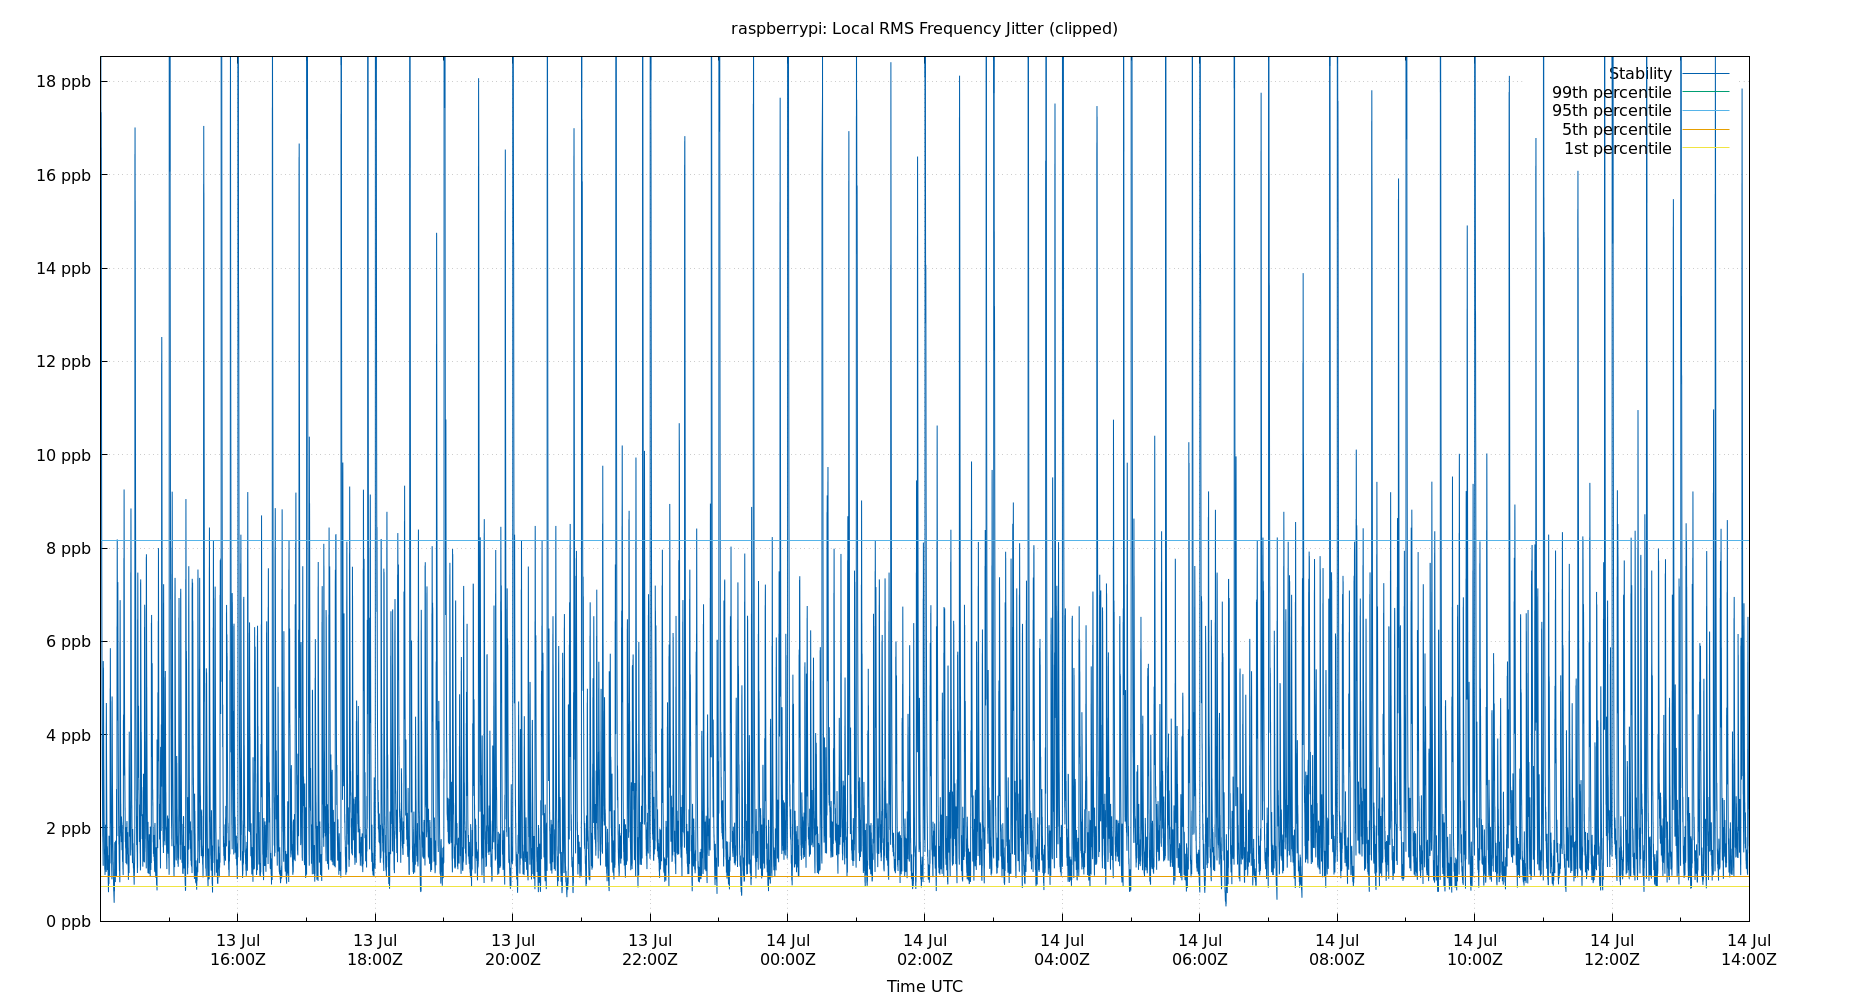 raspberrypi: Local RMS Frequency Jitter (clipped)
18 ppb
16 ppb
14 ppb
12 ppb
10 ppb
8 ppb
6 ppb
4 ppb
2 ppb
0 ppb
Stability
99th percentile
95th percentile
5th percentile
1st percentile
13 Jul 13 Jul 13 Jul 13 Jul 14 Jul 14 Jul 14 Jul 14 Jul 14 Jul 14 Jul 14 Jul 14 Jul
16:00Z 18:00Z 20:00Z 22:00Z 00:00Z 02:00Z 04:00Z 06:00Z 08:00Z 10:00Z 12:00Z 14:00Z
Time UTC